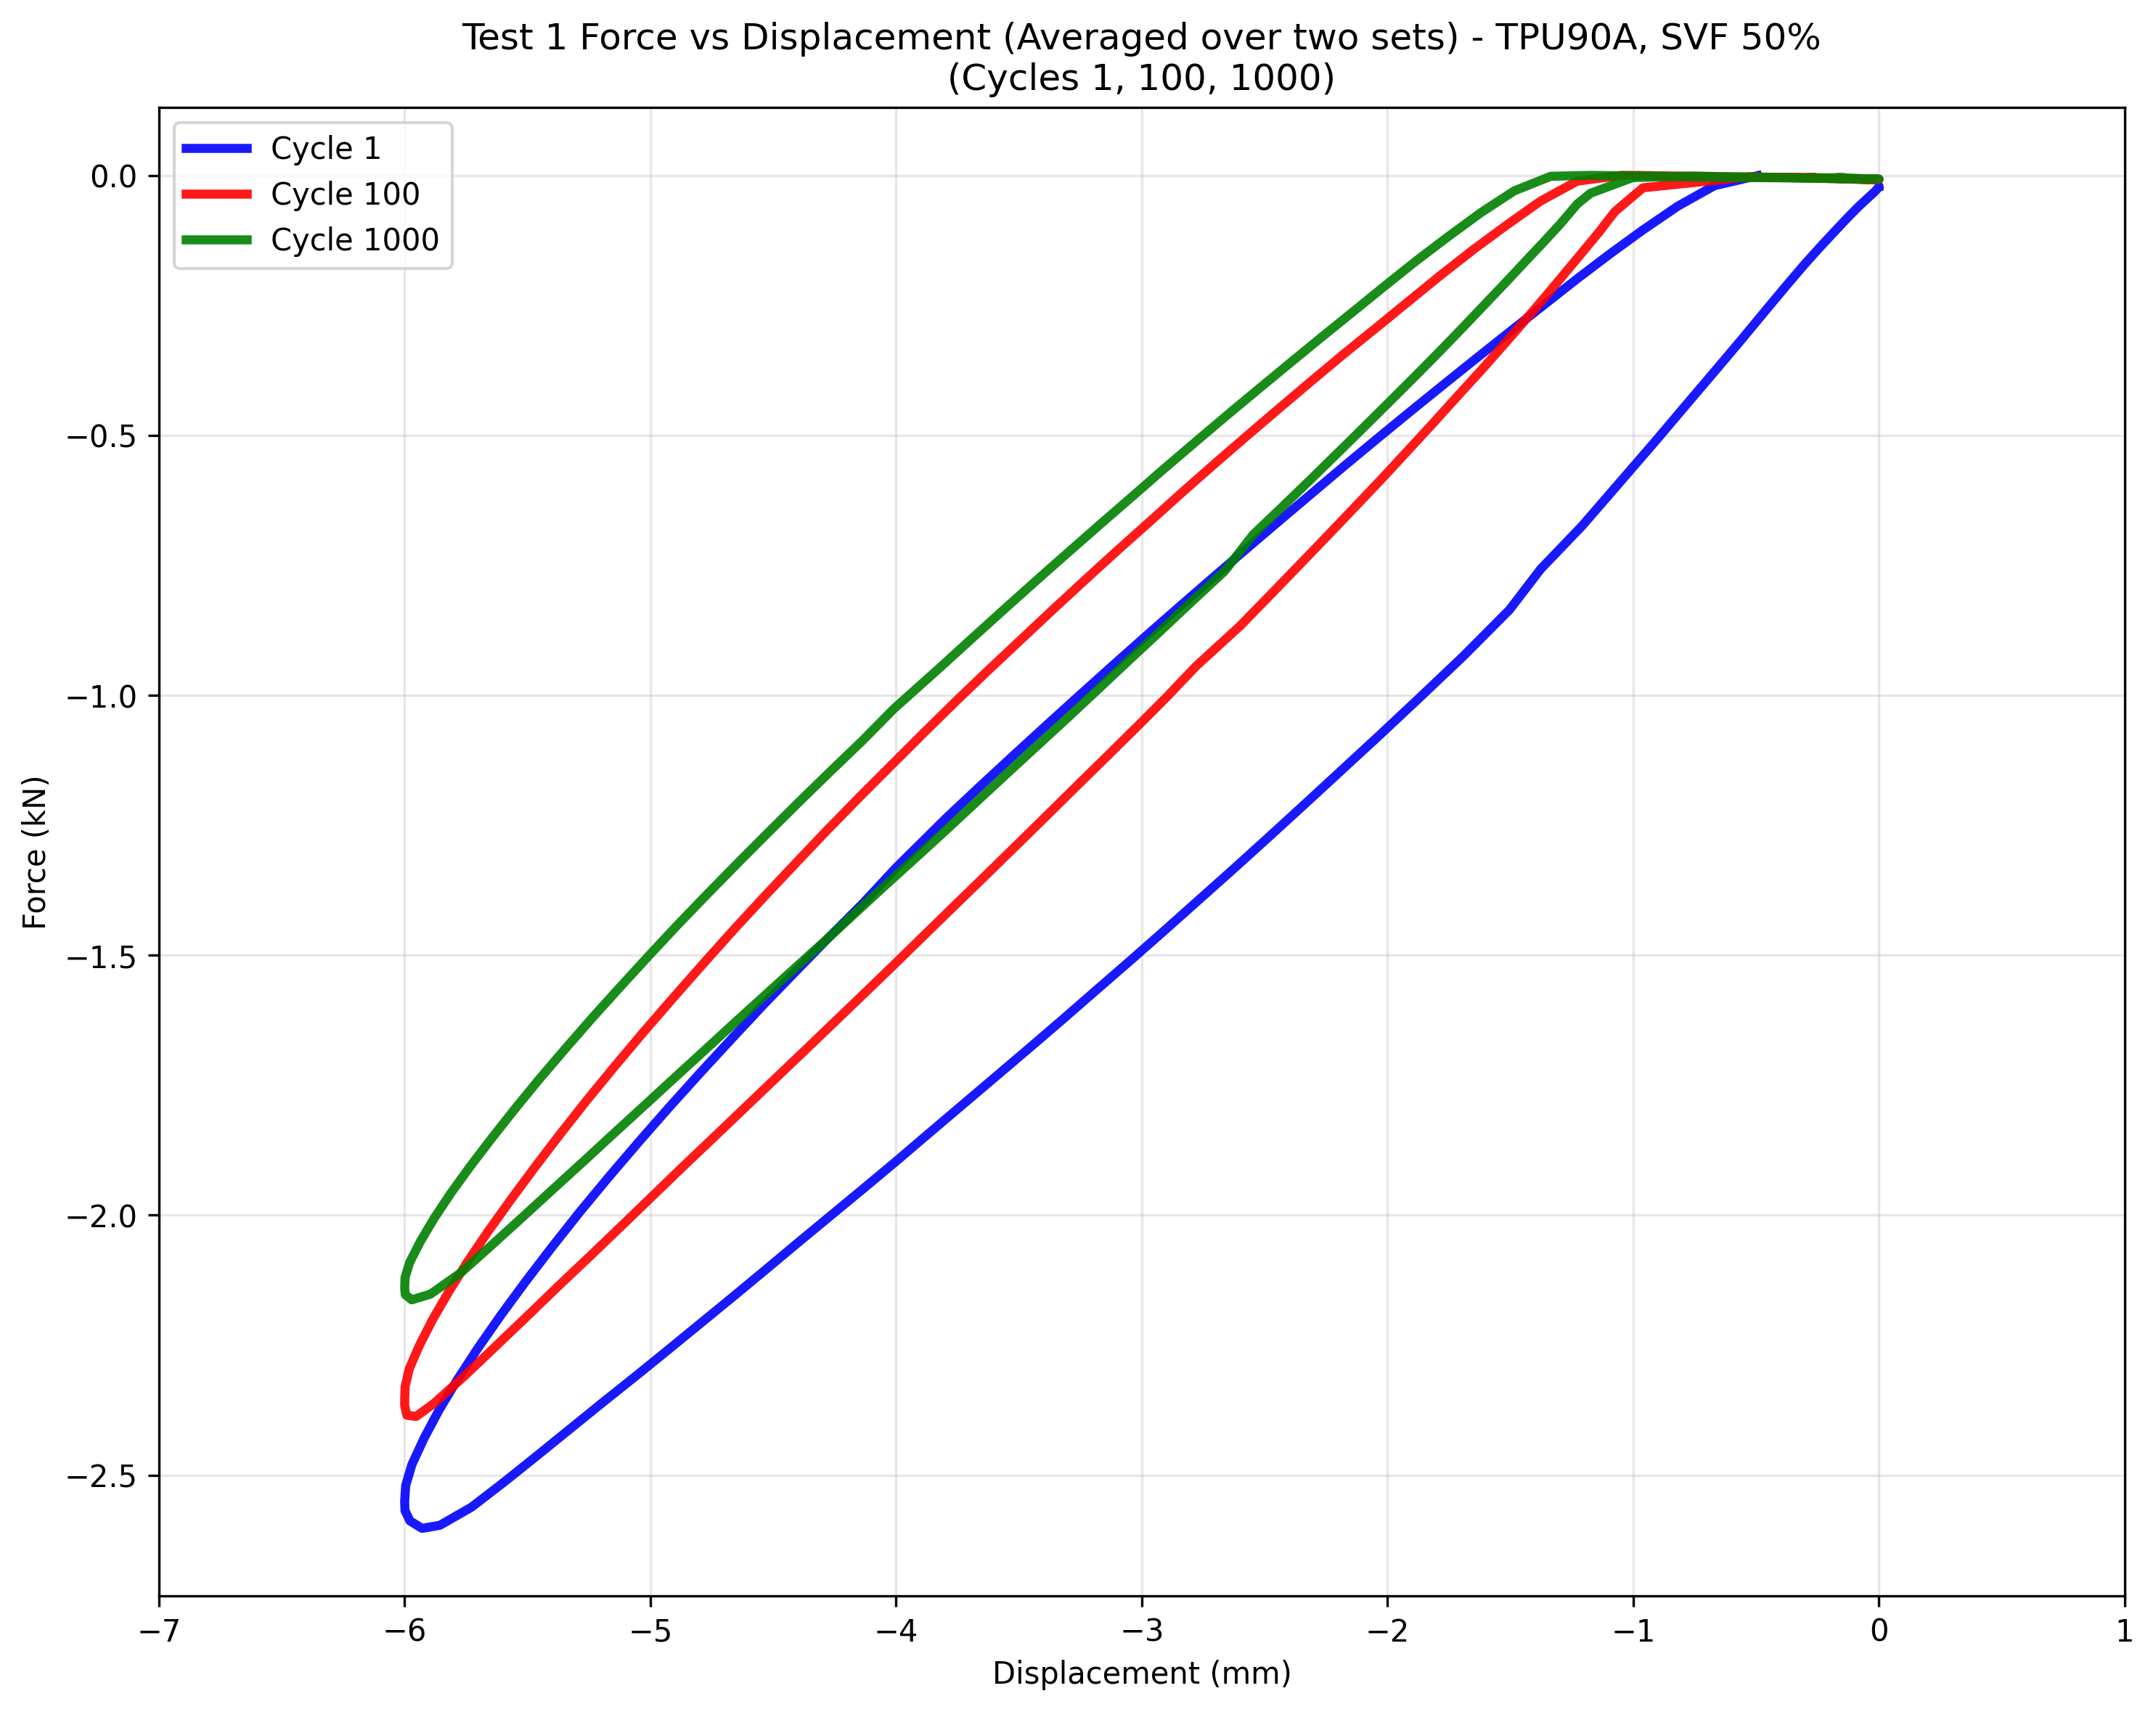 Test 1 Force vs Displacement (Averaged over two sets) - TPU90A, SVF 50%
(Cycles 1, 100, 1000)
Cycle 1
Cycle 100
Cycle 1000
0.0
−0.5
−1.0
−1.5
−2.0
−2.5
Force (kN)
−7 −6 −5 −4 −3 −2 −1 0 1
Displacement (mm)